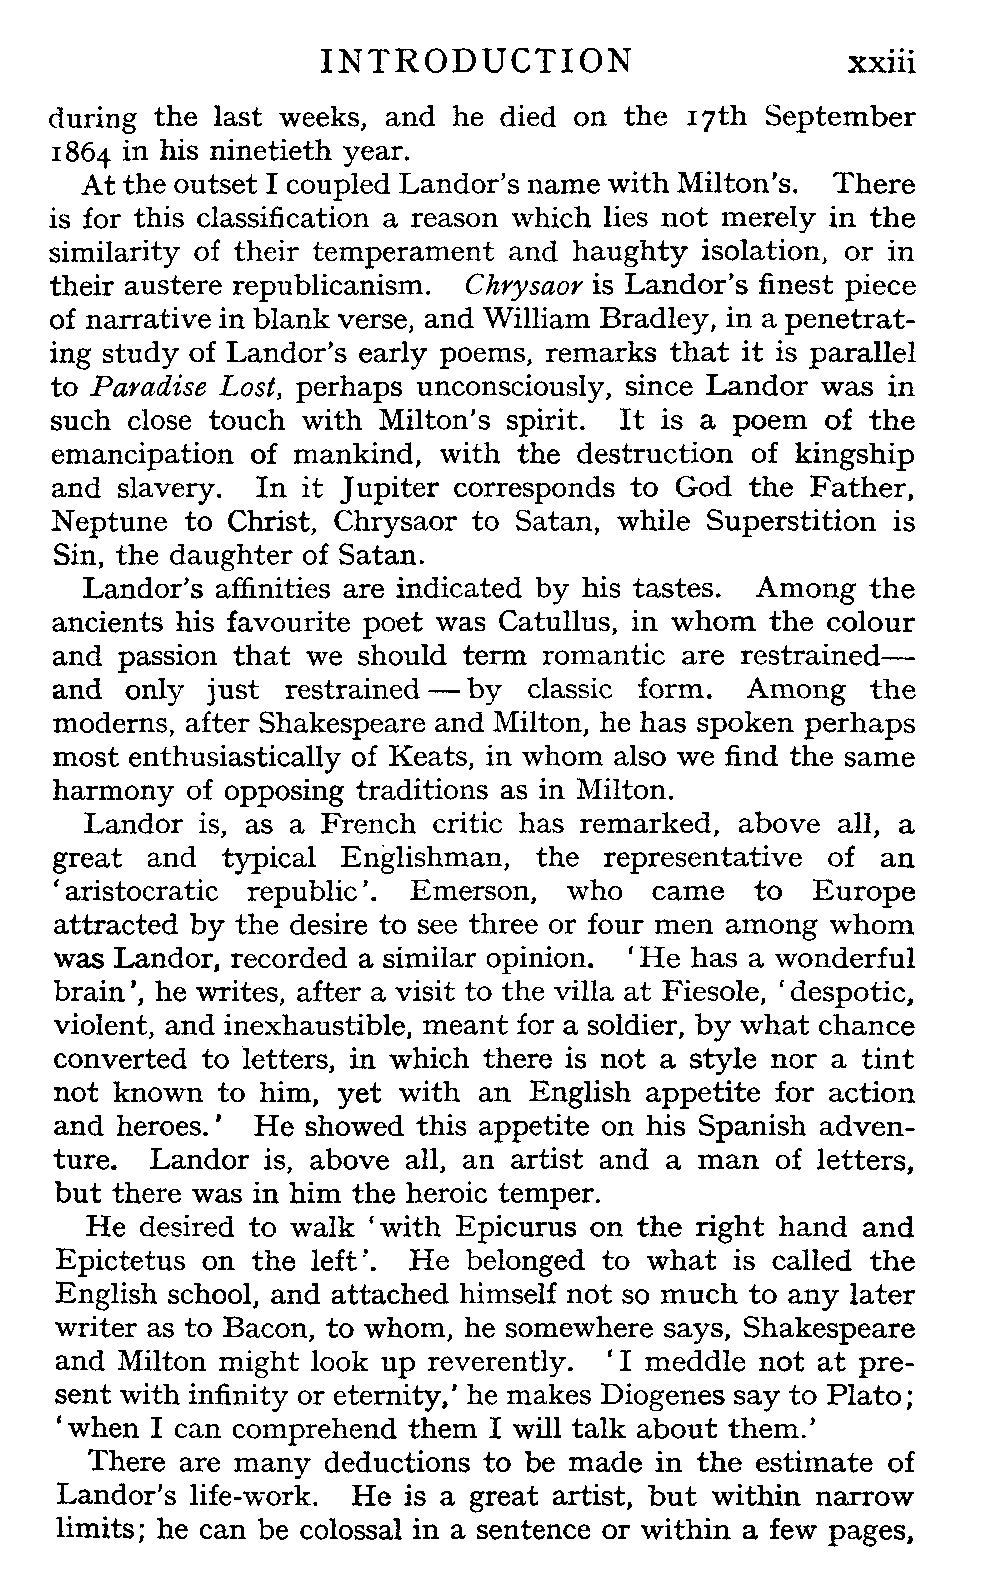 INTRODUCTION xxiii
during the last weeks, and he died on the 17th September
1864 in his ninetieth year.
At the outset I coupled Landor's name with Milton's. There
is for this classification a reason which lies not merely in the
similarity of their temperament and haughty isolation, or in
their austere republicanism. Chrysaor is Landor's finest piece
of narrative in blank verse, and William Bradley, in a penetrat-
ing study of Landor's early poems, remarks that it is parallel
to Paradise Lost, perhaps unconsciously, since Landor was in
such close touch with Milton's spirit. It is a poem of the
emancipation of mankind, with the destruction of kingship
and slavery. In it Jupiter corresponds to God the Father,
Neptune to Christ, Chrysaor to Satan, while Superstition is
Sin, the daughter of Satan.
Landor's affinities are indicated by his tastes. Among the
ancients his favourite poet was Catullus, in whom the colour
and passion that we should term romantic are restrained—
and only just restrained — by classic form. Among the
moderns, after Shakespeare and Milton, he has spoken perhaps
most enthusiastically of Keats, in whom also we find the same
harmony of opposing traditions as in Milton.
Landor is, as a French critic has remarked, above all, a
great and typical Englishman, the representative of an
'aristocratic republic'. Emerson, who came to Europe
attracted by the desire to see three or four men among whom
was Landor, recorded a similar opinion. 'He has a wonderful
brain', he writes, after a visit to the villa at Fiesole, 'despotic,
violent, and inexhaustible, meant for a soldier, by what chance
converted to letters, in which there is not a style nor a tint
not known to him, yet with an English appetite for action
and heroes.' He showed this appetite on his Spanish adven-
ture. Landor is, above all, an artist and a man of letters,
but there was in him the heroic temper.
He desired to walk 'with Epicurus on the right hand and
Epictetus on the left'. He belonged to what is called the
English school, and attached himself not so much to any later
writer as to Bacon, to whom, he somewhere says, Shakespeare
and Milton might look up reverently. 'I meddle not at pre-
sent with infinity or eternity,' he makes Diogenes say to Plato;
'when I can comprehend them I will talk about them.'
There are many deductions to be made in the estimate of
Landor's life-work. He is a great artist, but within narrow
limits; he can be colossal in a sentence or within a few pages,